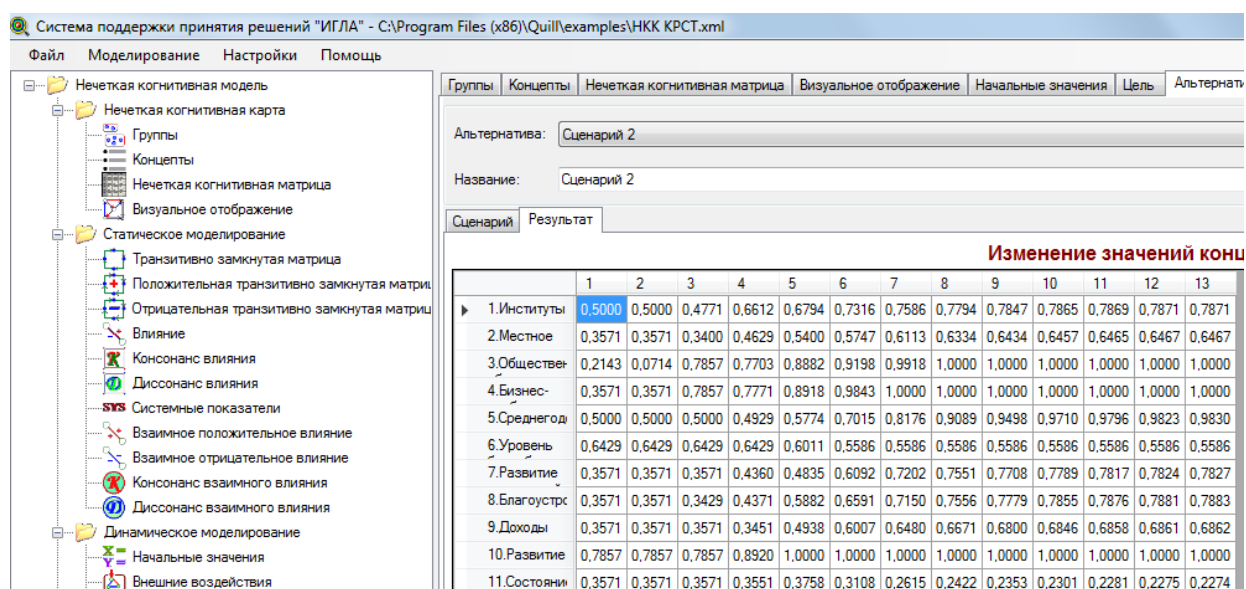 Система поддержки принятия решений "ИГЛА" - C:\Program Files (x86)\Quill\examples\НКК КРСТ.xml
Файл Моделирование Настройки Помощь
Нечеткая когнитивная модель
Нечеткая когнитивная карта
Группы
Концепты
Нечеткая когнитивная матрица
Визуальное отображение
Статическое моделирование
Транзитивно замкнутая матрица
Положительная транзитивно замкнутая матриц
Отрицательная транзитивно замкнутая матриц
Влияние
Консонанс влияния
Диссонанс влияния
SYS Системные показатели
Взаимное положительное влияние
Взаимное отрицательное влияние
Консонанс взаимного влияния
Диссонанс взаимного влияния
Динамическое моделирование
Начальные значения
Внешние воздействия
Группы Концепты Нечеткая когнитивная матрица Визуальное отображение Начальные значения Цель Альтернати
Альтернатива: Сценарий 2
Название: Сценарий 2
Сценарий Результат
Изменение значений конц
1 2 3 4 5 6 7 8 9 10 11 12 13
1.Институты 0,5000 0,5000 0,4771 0,6612 0,6794 0,7316 0,7586 0,7794 0,7847 0,7865 0,7869 0,7871 0,7871
2.Местное 0,3571 0,3571 0,3400 0,4629 0,5400 0,5747 0,6113 0,6334 0,6434 0,6457 0,6465 0,6467 0,6467
3.Обществен 0,2143 0,0714 0,7857 0,7703 0,8882 0,9198 0,9918 1,0000 1,0000 1,0000 1,0000 1,0000 1,0000
4.Бизнес- 0,3571 0,3571 0,7857 0,7771 0,8918 0,9843 1,0000 1,0000 1,0000 1,0000 1,0000 1,0000 1,0000
5.Среднегод 0,5000 0,5000 0,5000 0,4929 0,5774 0,7015 0,8176 0,9089 0,9498 0,9710 0,9796 0,9823 0,9830
6.Уровень 0,6429 0,6429 0,6429 0,6429 0,6011 0,5586 0,5586 0,5586 0,5586 0,5586 0,5586 0,5586 0,5586
7.Развитие 0,3571 0,3571 0,3571 0,4360 0,4835 0,6092 0,7202 0,7551 0,7708 0,7789 0,7817 0,7824 0,7827
8.Благоустро 0,3571 0,3571 0,3429 0,4371 0,5882 0,6591 0,7150 0,7556 0,7779 0,7855 0,7876 0,7881 0,7883
9.Доходы 0,3571 0,3571 0,3571 0,3451 0,4938 0,6007 0,6480 0,6671 0,6800 0,6846 0,6858 0,6861 0,6862
10.Развитие 0,7857 0,7857 0,7857 0,8920 1,0000 1,0000 1,0000 1,0000 1,0000 1,0000 1,0000 1,0000 1,0000
11.Состояни 0,3571 0,3571 0,3571 0,3551 0,3758 0,3108 0,2615 0,2422 0,2353 0,2301 0,2281 0,2275 0,2274